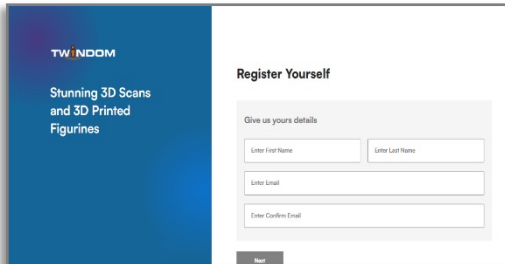 TWINDOM
Stunning 3D Scans
and 3D Printed
Figurines
Register Yourself
Give us yours details
Enter First Name
Enter Last Name
Enter Email
Enter Confirm Email
Next